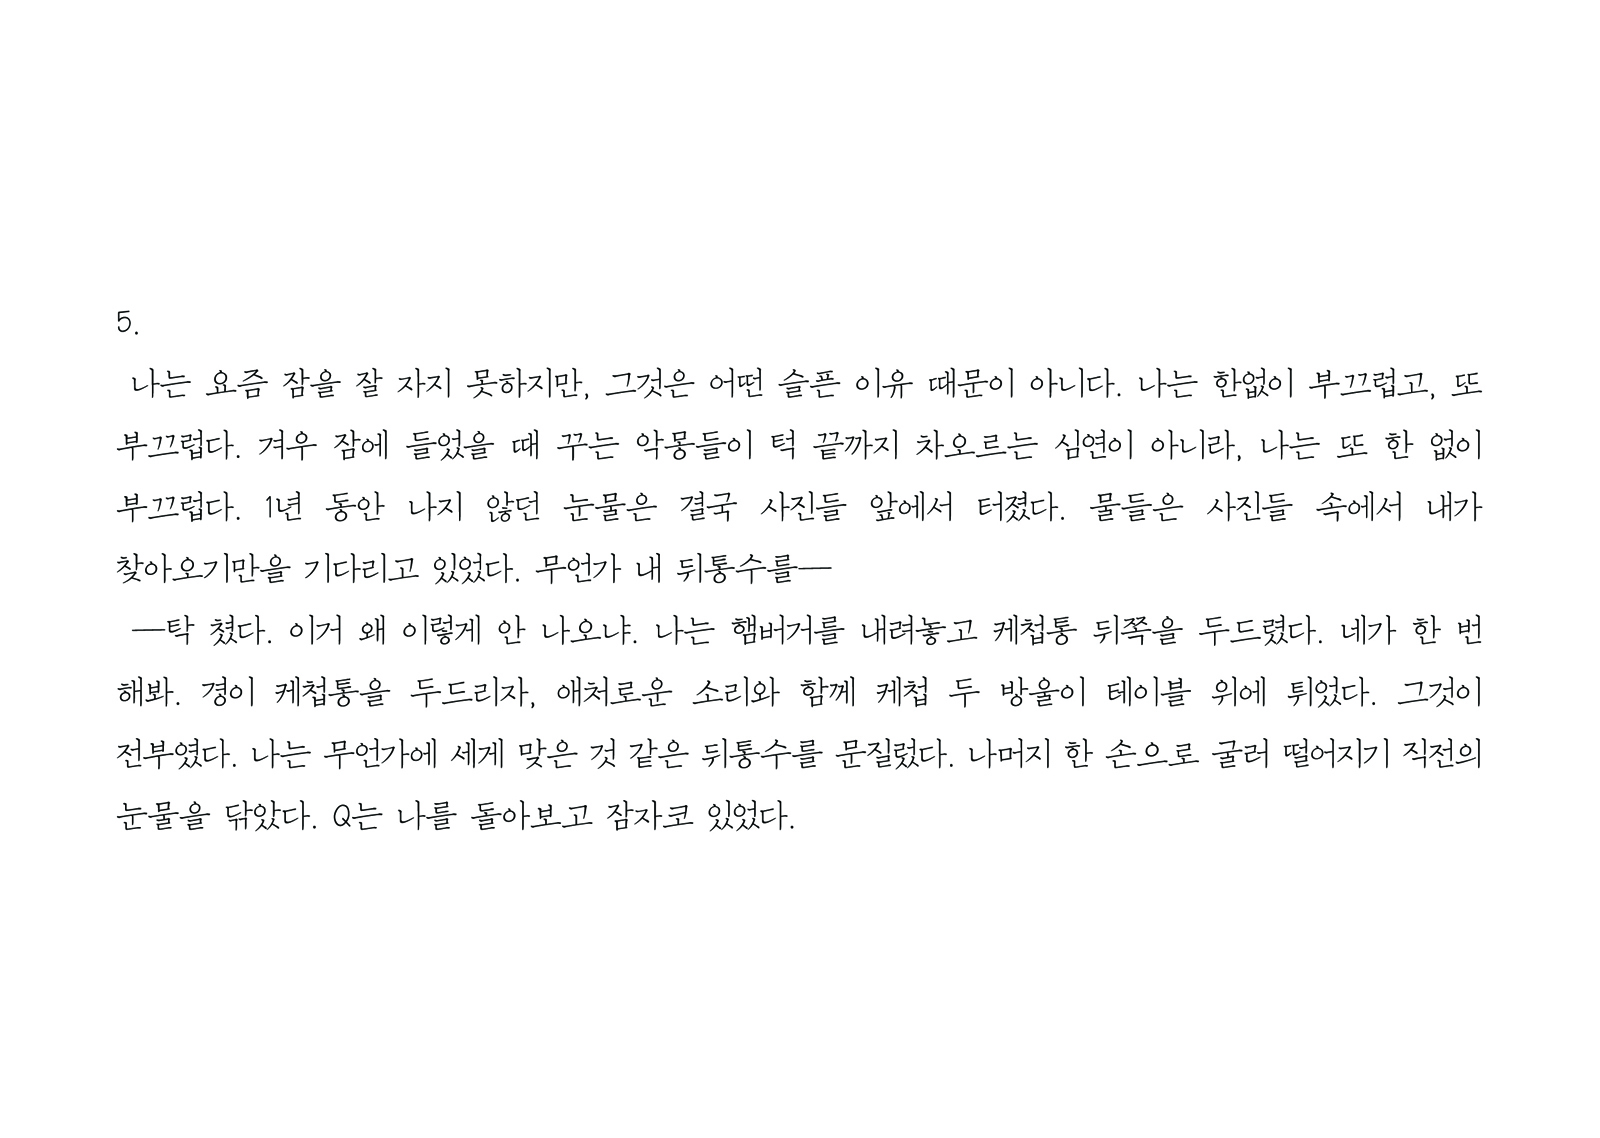 5.
나는 요즘 잠을 잘 자지 못하지만, 그것은 어떤 슬픈 이유 때문이 아니다. 나는 한없이 부끄럽고, 또
부끄럽다. 겨우 잠에 들었을 때 꾸는 악몽들이 턱 끝까지 차오르는 심연이 아니라, 나는 또 한 없이
부끄럽다. 1년 동안 나지 않던 눈물은 결국 사진들 앞에서 터졌다. 물들은 사진들 속에서 내가
찾아오기만을 기다리고 있었다. 무언가 내 뒤통수를—
—탁 쳤다. 이거 왜 이렇게 안 나오냐. 나는 햄버거를 내려놓고 케첩통 뒤쪽을 두드렸다. 네가 한 번
해봐. 경이 케첩통을 두드리자, 애처로운 소리와 함께 케첩 두 방울이 테이블 위에 튀었다. 그것이
전부였다. 나는 무언가에 세게 맞은 것 같은 뒤통수를 문질렀다. 나머지 한 손으로 굴러 떨어지기 직전의
눈물을 닦았다. Q는 나를 돌아보고 잠자코 있었다.